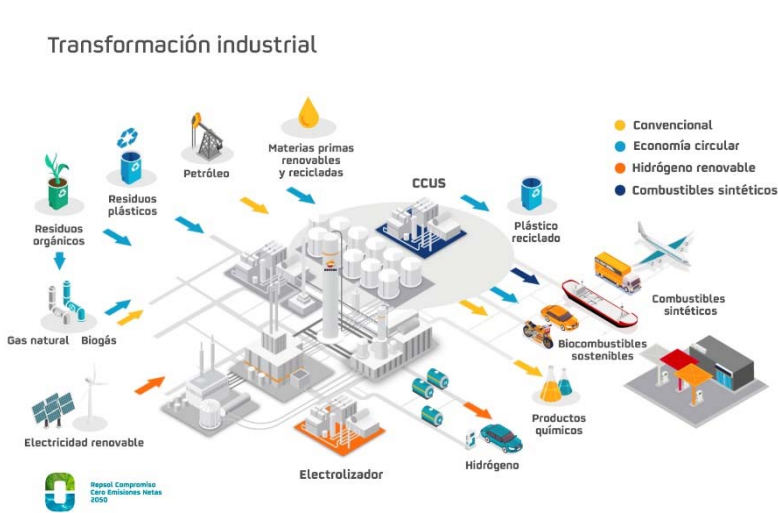 Transformación industrial
Materias primas
renovables
y recicladas
Petróleo
Residuos
plásticos
Residuos
orgánicos
Gas natural
Biogás
Electricidad renovable
CCUS
Convencional
Economía circular
Hidrógeno renovable
Combustibles sintéticos
Plástico
reciclado
Combustibles
sintéticos
Biocombustibles
sostenibles
Productos
químicos
Hidrógeno
Electrolizador
Repsol Compromiso
Cero Emisiones Netas
2050